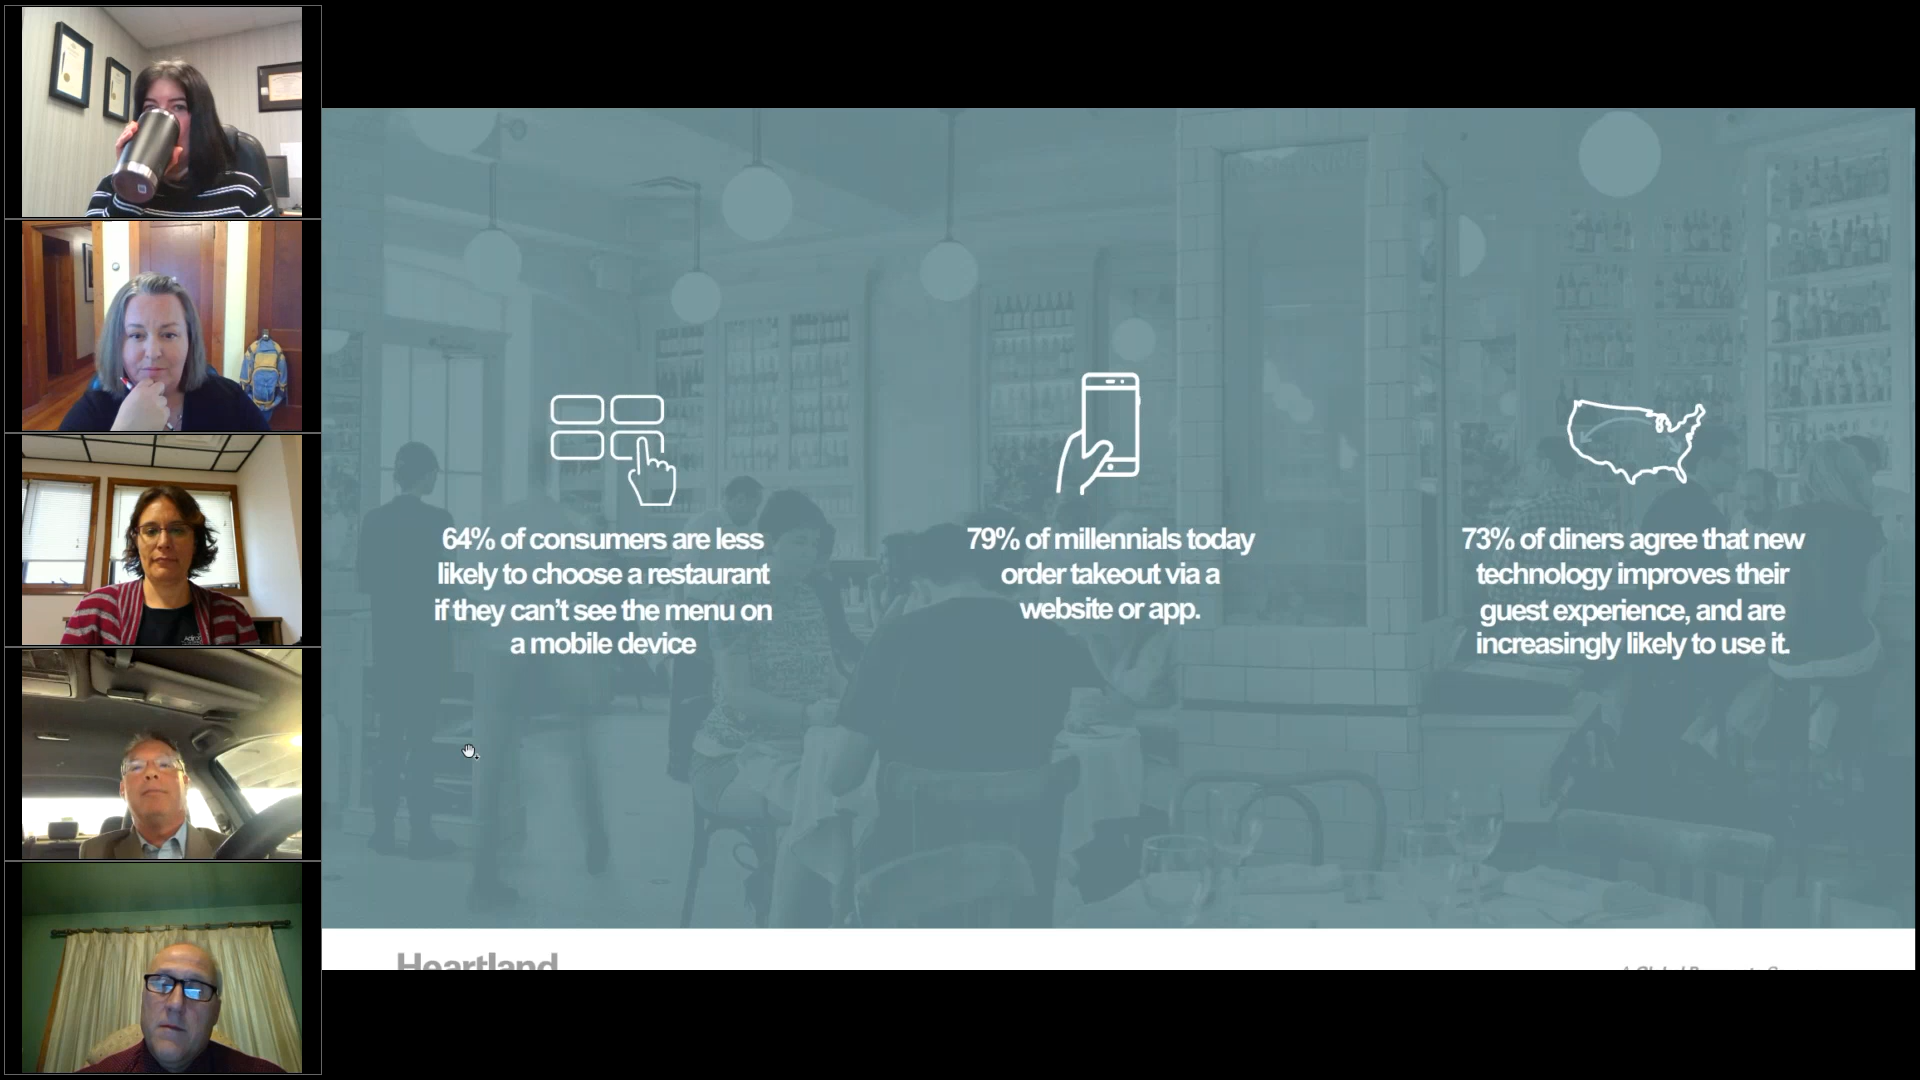 64% of consumers are less
likely to choose a restaurant
if they can’t see the menu on
a mobile device
79% of millennials today
order takeout via a
website or app.
73% of diners agree that new
technology improves their
guest experience, and are
increasingly likely to use it.
Heartland